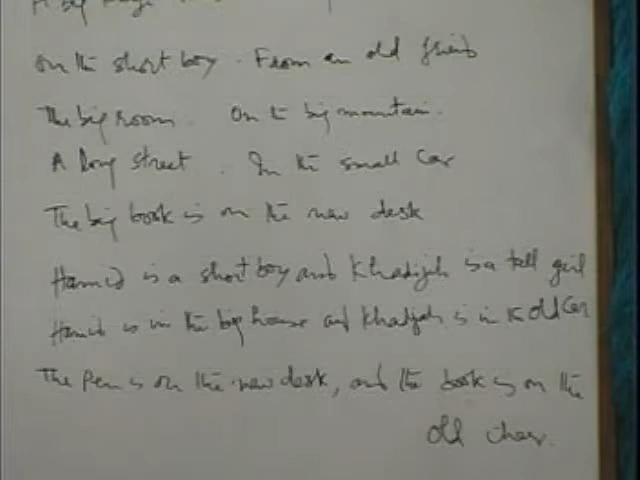 A big
on the short boy. From an old friend
The big room. On the big mountain.
A long street. In the small car
The big book is on the new desk
Hamid is a short boy and Khadijah is a tall girl
Hamid is in the big house and Khadijah is in the old car
The pen is on the new desk, and the book is on the
old chair.